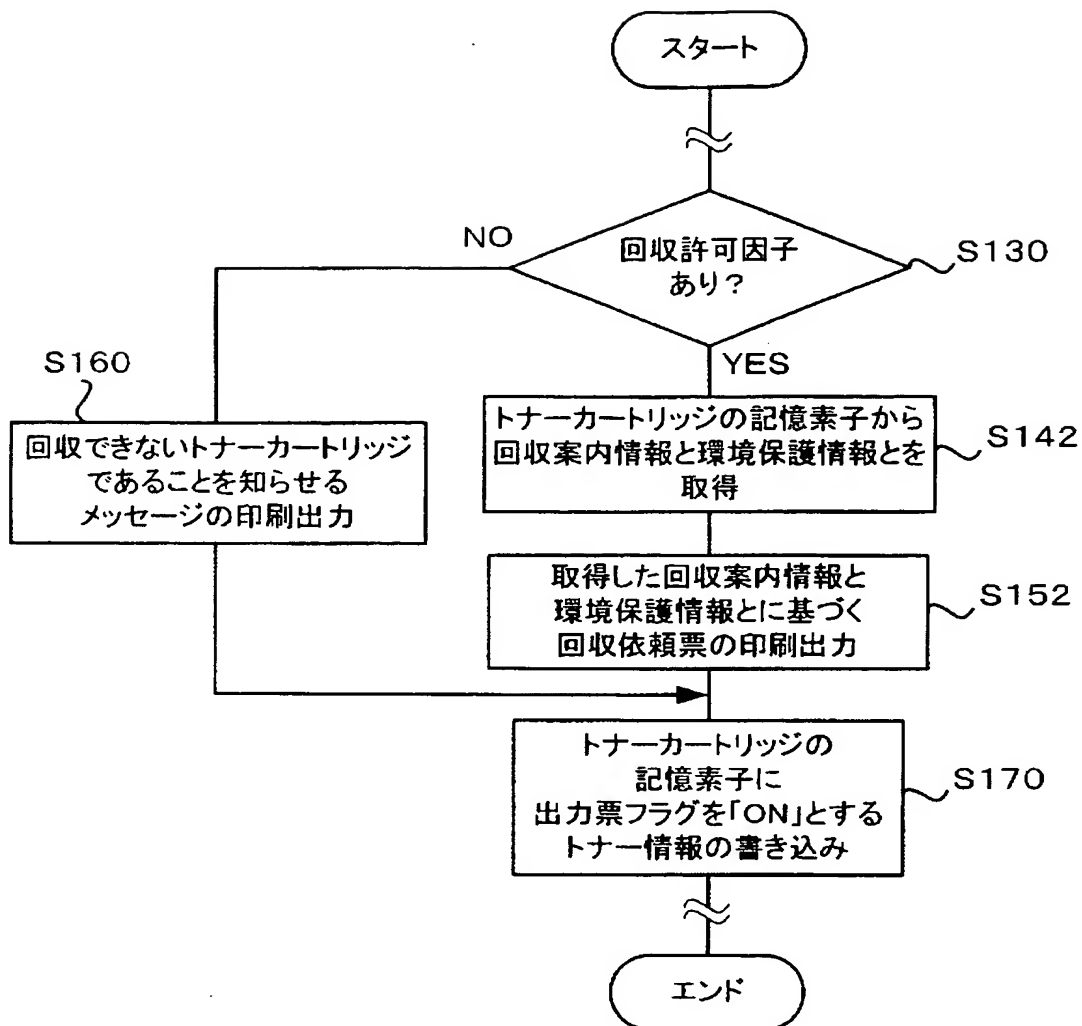 スタート
回収許可因子
あり?
S130
NO
YES
S160
回収できないトナーカートリッジ
であることを知らせる
メッセージの印刷出力
トナーカートリッジの記憶素子から
回収案内情報と環境保護情報とを
取得
S142
取得した回収案内情報と
環境保護情報とに基づく
回収依頼票の印刷出力
S152
トナーカートリッジの
記憶素子に
出力票フラグを「ON」とする
トナー情報の書き込み
S170
エンド